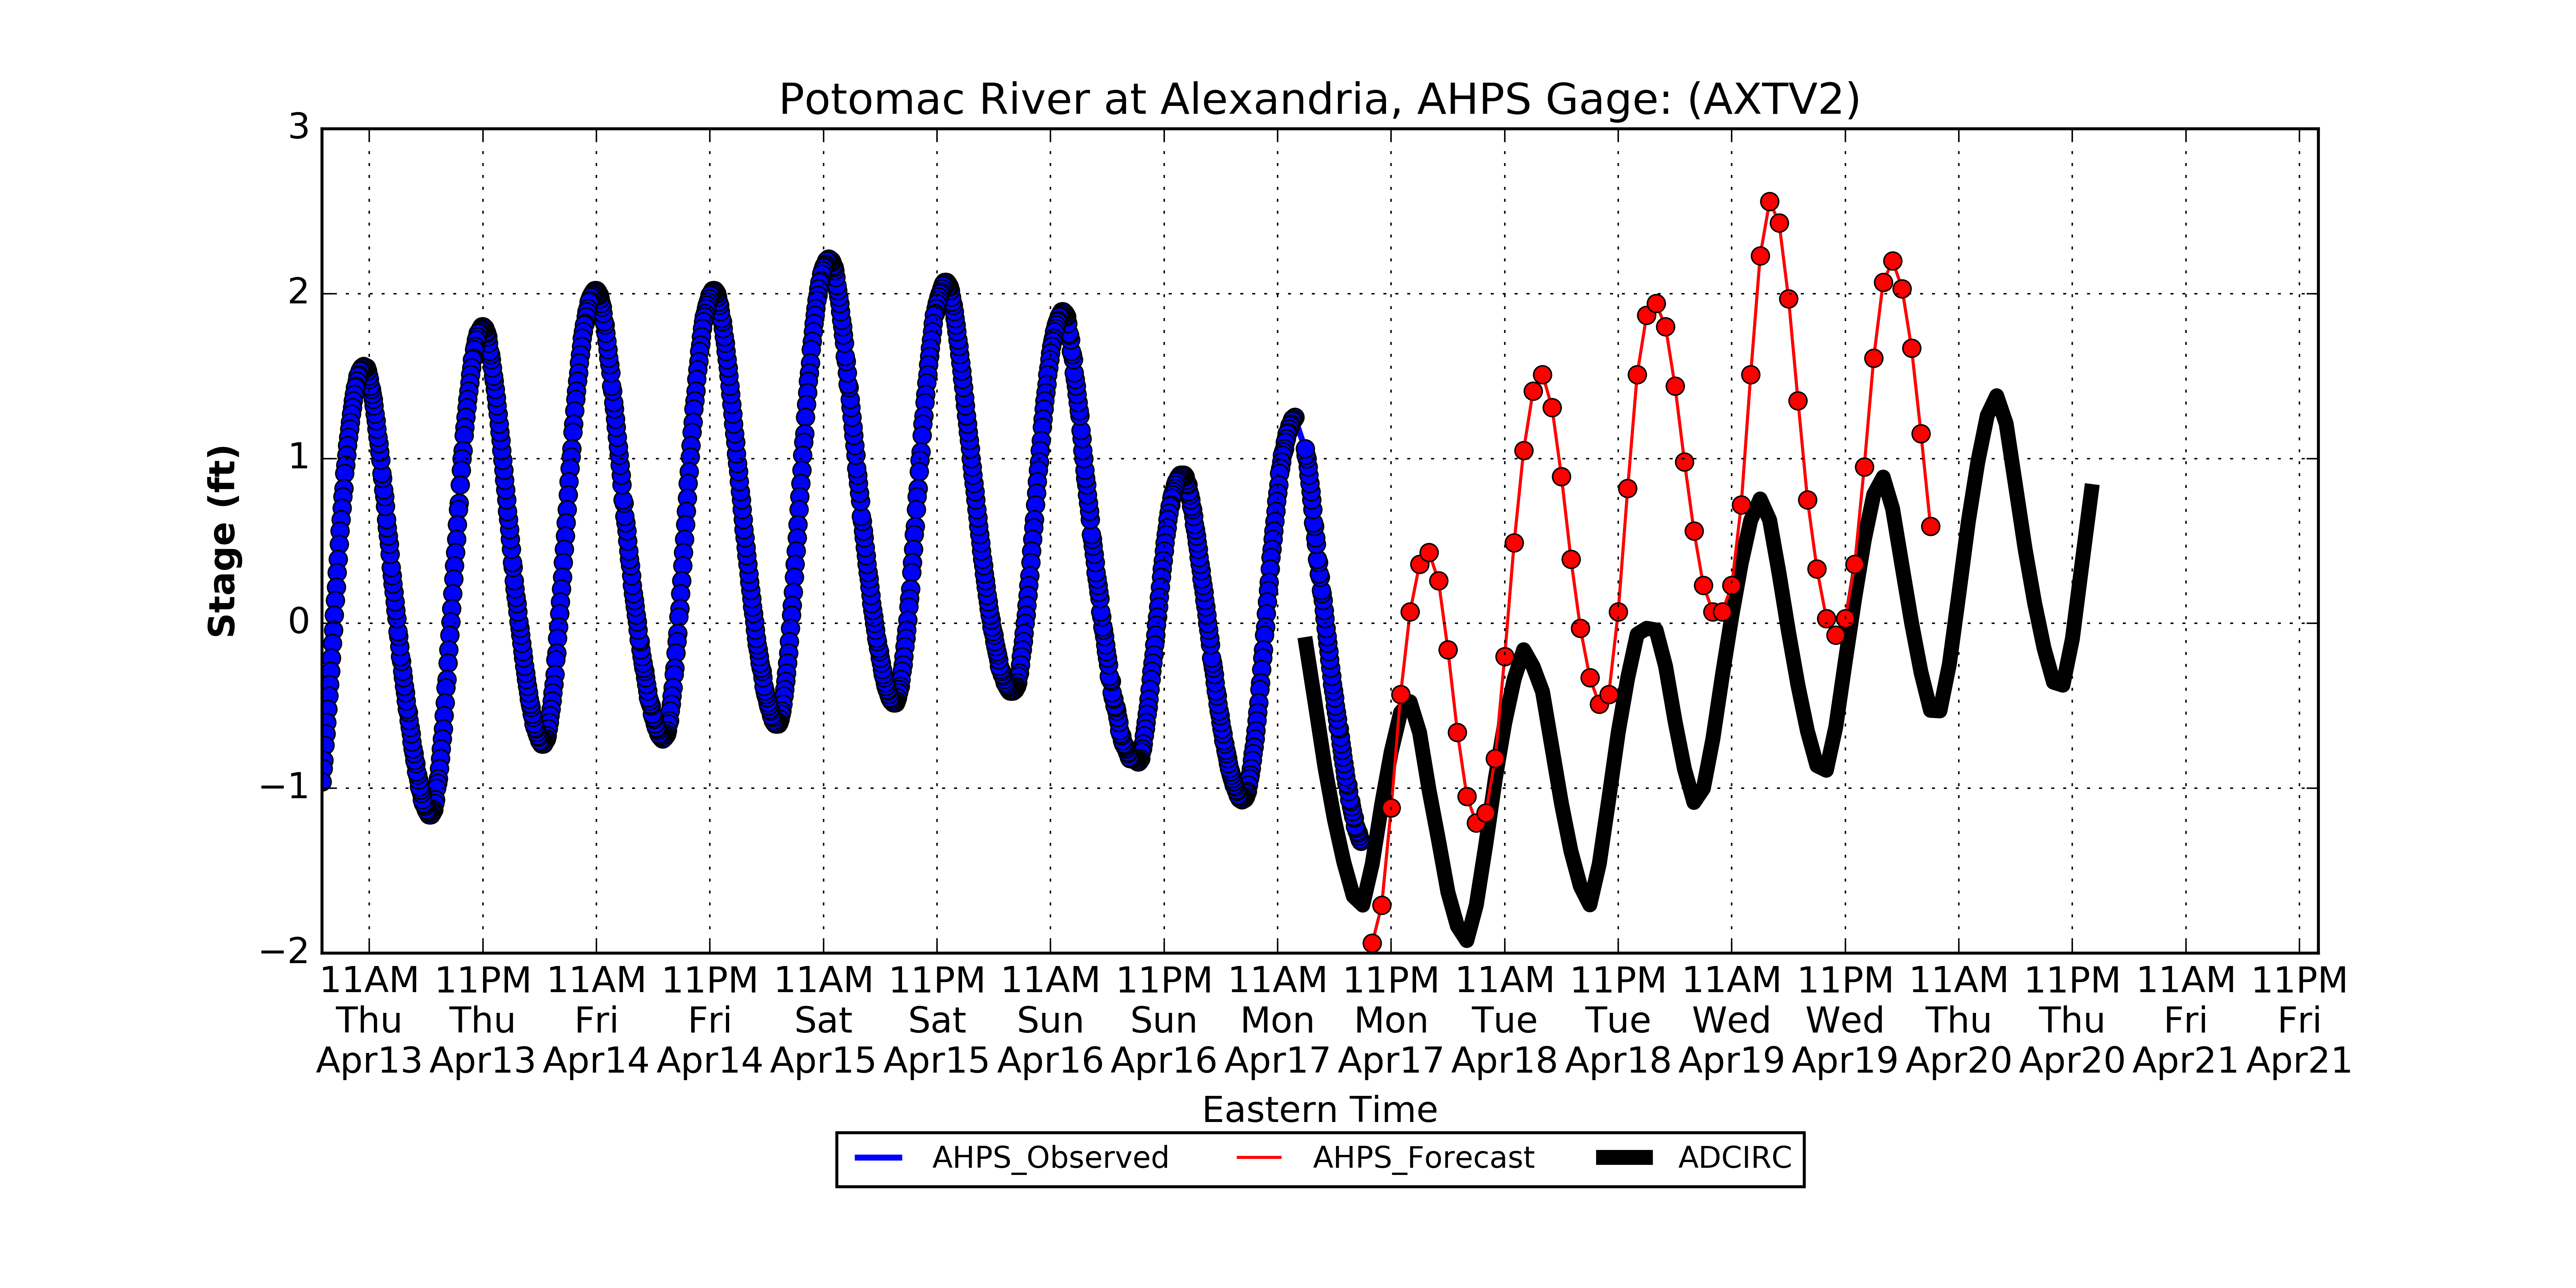 Potomac River at Alexandria, AHPS Gage: (AXTV2)
3
2
1
0
−1
−2
Stage (ft)
11AM 11PM 11AM 11PM 11AM 11PM 11AM 11PM 11AM 11PM 11AM 11PM 11AM 11PM 11AM 11PM 11AM 11PM
Thu Thu Fri Fri Sat Sat Sun Sun Mon Mon Tue Tue Wed Wed Thu Thu Fri Fri
Apr13 Apr13 Apr14 Apr14 Apr15 Apr15 Apr16 Apr16 Apr17 Apr17 Apr18 Apr18 Apr19 Apr19 Apr20 Apr20 Apr21 Apr21
Eastern Time
AHPS_Observed AHPS_Forecast ADCIRC